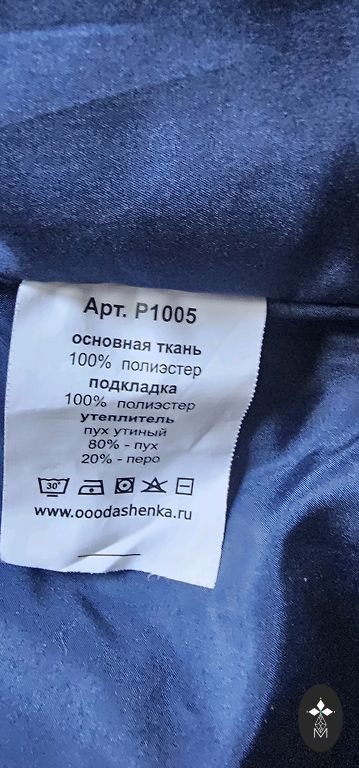 Арт. P1005
основная ткань
100% полиэстер
подкладка
100% полиэстер
утеплитель
пух утиный
80% - пух
20% - перо
30°
www.ooodashenka.ru
M